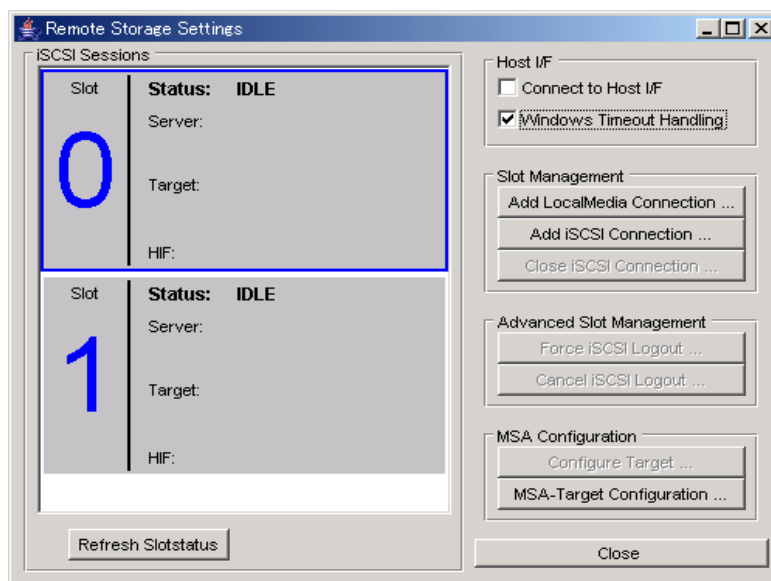 Remote Storage Settings
iSCSI Sessions
Slot
0
Status: IDLE
Server:
Target:
HIF:
Slot
1
Status: IDLE
Server:
Target:
HIF:
Refresh Slotstatus
Host I/F
Connect to Host I/F
Windows Timeout Handling
Slot Management
Add LocalMedia Connection ...
Add iSCSI Connection ...
Close iSCSI Connection ...
Advanced Slot Management
Force iSCSI Logout ...
Cancel iSCSI Logout ...
MSA Configuration
Configure Target ...
MSA-Target Configuration ...
Close